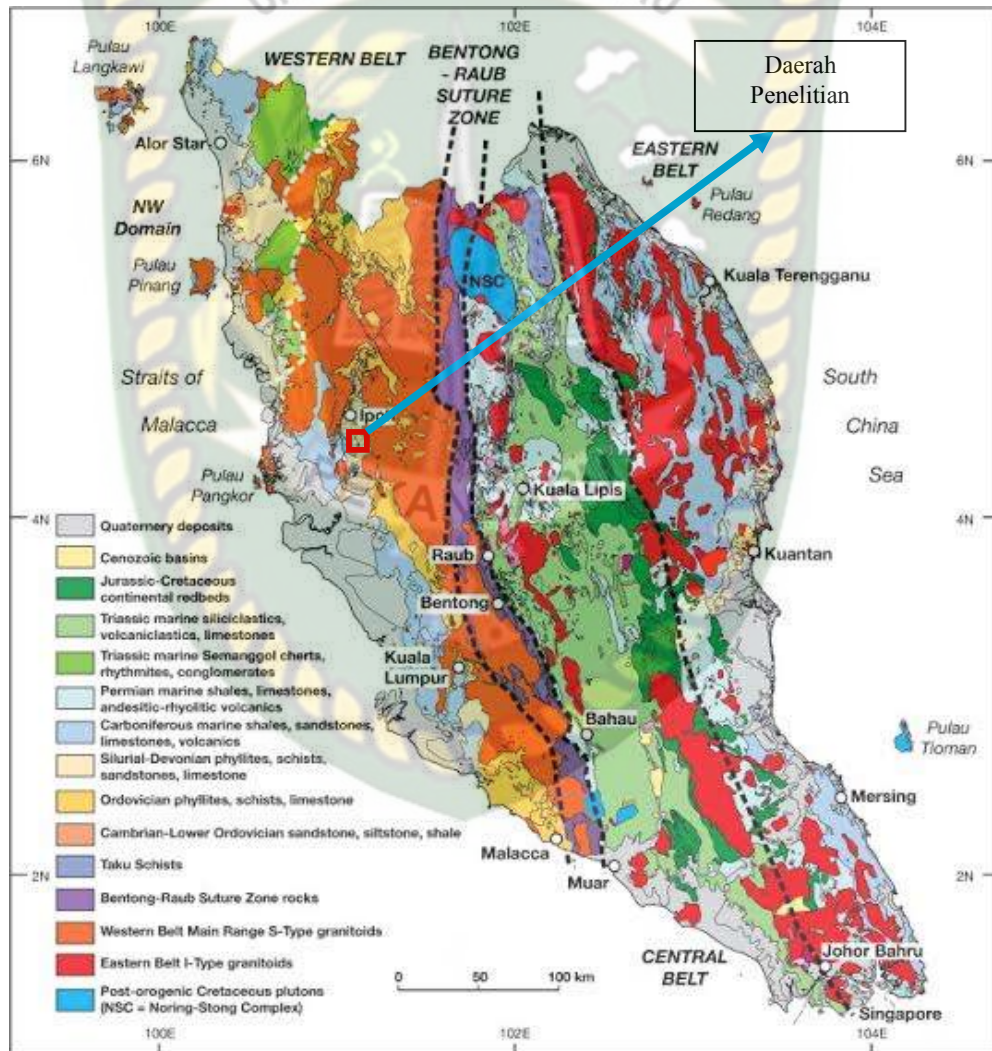 100E
102E
104E
Pulau
Langkawi
WESTERN BELT
BENTONG
- RAUB
SUTURE
ZONE
Daerah
Penelitian
Alor Star
6N
EASTERN
BELT
6N
Pulau
Redang
NW
Domain
Pulau
Pinang
NSC
Kuala Terengganu
Straits of
Malacca
South
China
Sea
Pulau
Pangkor
Kuala Lipis
4N
4N
Kuantan
Raub
Bentong
Kuala
Lumpur
Bahau
Pulau
Tioman
Mersing
Malacca
Muar
2N
2N
CENTRAL
BELT
Johor Bahru
Singapore
Quaternery deposits
Cenozoic basins
Jurassic-Cretaceous
continental redbeds
Triassic marine siliciclastics,
volcaniclastics, limestones
Triassic marine Semanggol cherts,
rhythmites, conglomerates
Permian marine shales, limestones,
andesitic-rhyolitic volcanics
Carboniferous marine shales, sandstones,
limestones, volcanics
Silurial-Devonian phyllites, schists,
sandstones, limestone
Ordovician phyllites, schists, limestone
Cambrian-Lower Ordovician sandstone, siltstone, shale
Taku Schists
Bentong-Raub Suture Zone rocks
Western Belt Main Range S-Type granitoids
Eastern Belt I-Type granitoids
Post-orogenic Cretaceous plutons
(NSC = Noring-Stong Complex)
0 50 100 km
100E
102E
104E